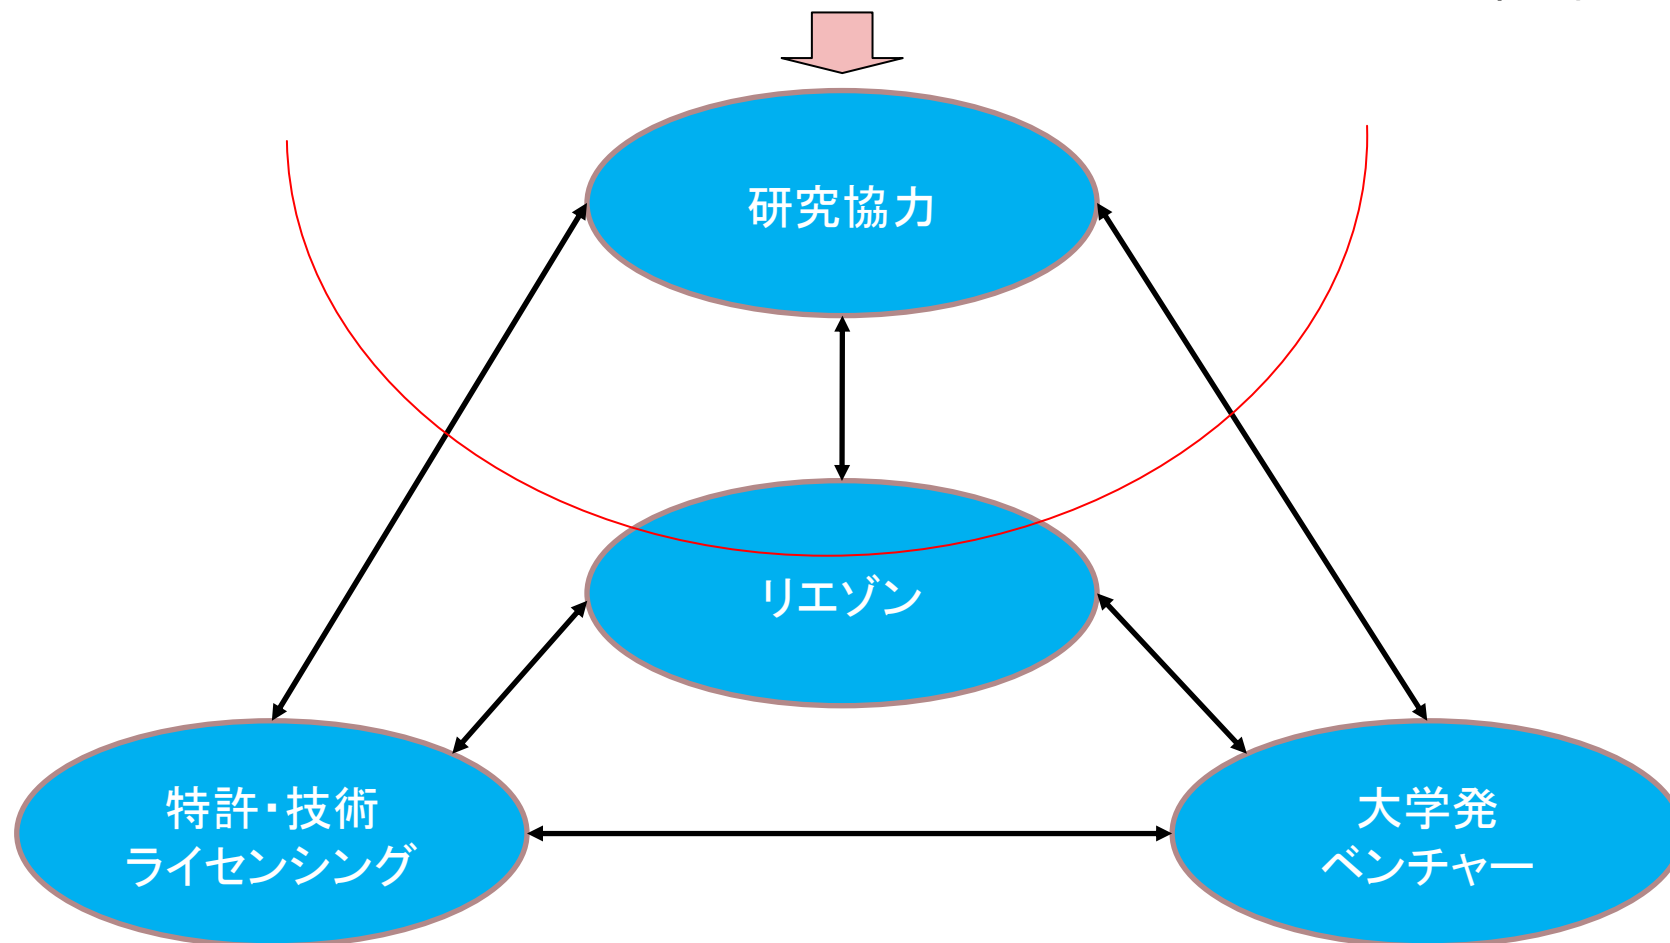 研究協力
リエゾン
特許・技術
ライセンシング
大学発
ベンチャー